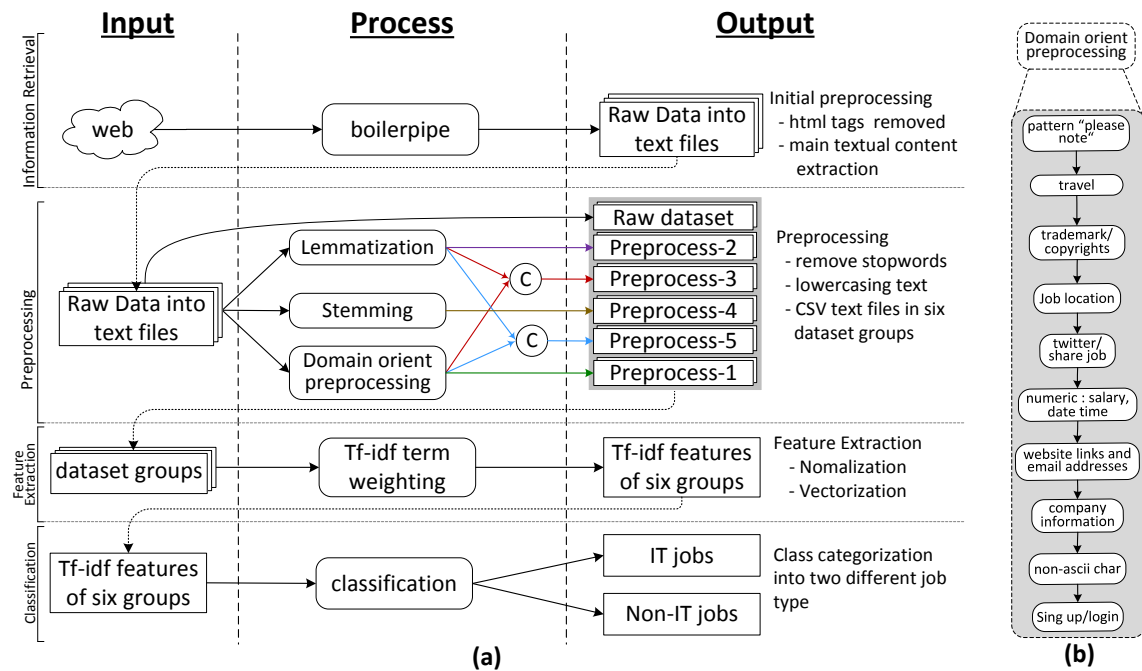 Input
Process
Output
Information Retrieval
web
boilerpipe
Raw Data into
text files
Initial preprocessing
- html tags removed
- main textual content
extraction
Preprocessing
Raw Data into
text files
Lemmatization
Stemming
Domain orient
preprocessing
C
C
Raw dataset
Preprocess-2
Preprocess-3
Preprocess-4
Preprocess-5
Preprocess-1
Preprocessing
- remove stopwords
- lowercasing text
- CSV text files in six
dataset groups
Feature
Extraction
dataset groups
Tf-idf term
weighting
Tf-idf features
of six groups
Feature Extraction
- Nomalization
- Vectorization
Classification
Tf-idf features
of six groups
classification
IT jobs
Non-IT jobs
Class categorization
into two different job
type
(a)
Domain orient
preprocessing
pattern “please
note“
travel
trademark/
copyrights
Job location
twitter/
share job
numeric : salary,
date time
website links and
email addresses
company
information
non-ascii char
Sing up/login
(b)